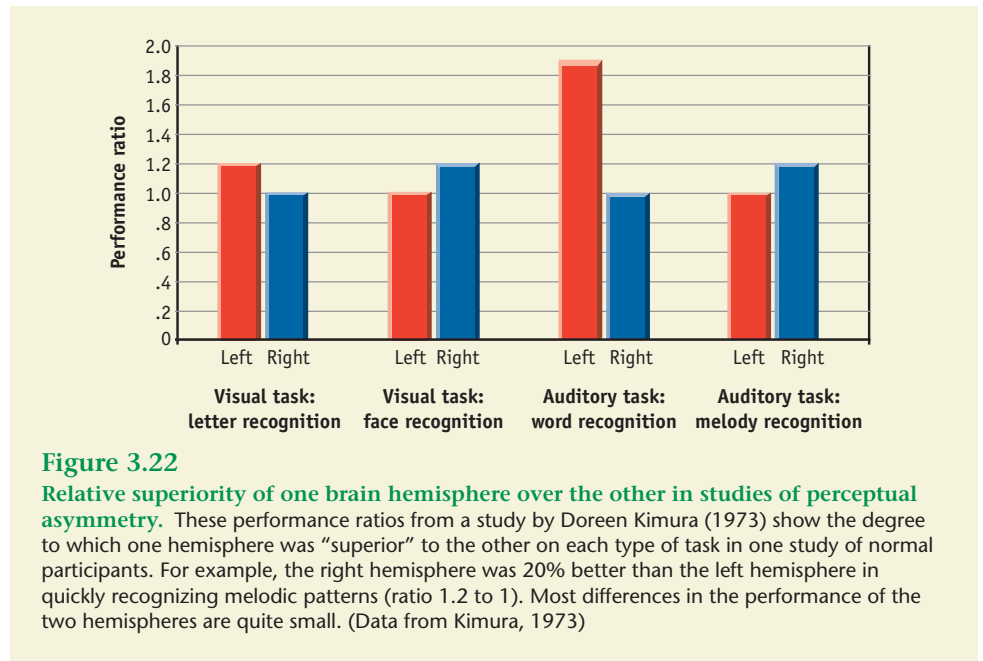 2.0
1.8
1.6
1.4
1.2
1.0
.8
.6
.4
.2
0
Performance ratio
Left Right Left Right Left Right Left Right
Visual task: Visual task: Auditory task: Auditory task:
letter recognition face recognition word recognition melody recognition
Figure 3.22
Relative superiority of one brain hemisphere over the other in studies of perceptual
asymmetry. These performance ratios from a study by Doreen Kimura (1973) show the degree
to which one hemisphere was “superior” to the other on each type of task in one study of normal
participants. For example, the right hemisphere was 20% better than the left hemisphere in
quickly recognizing melodic patterns (ratio 1.2 to 1). Most differences in the performance of the
two hemispheres are quite small. (Data from Kimura, 1973)